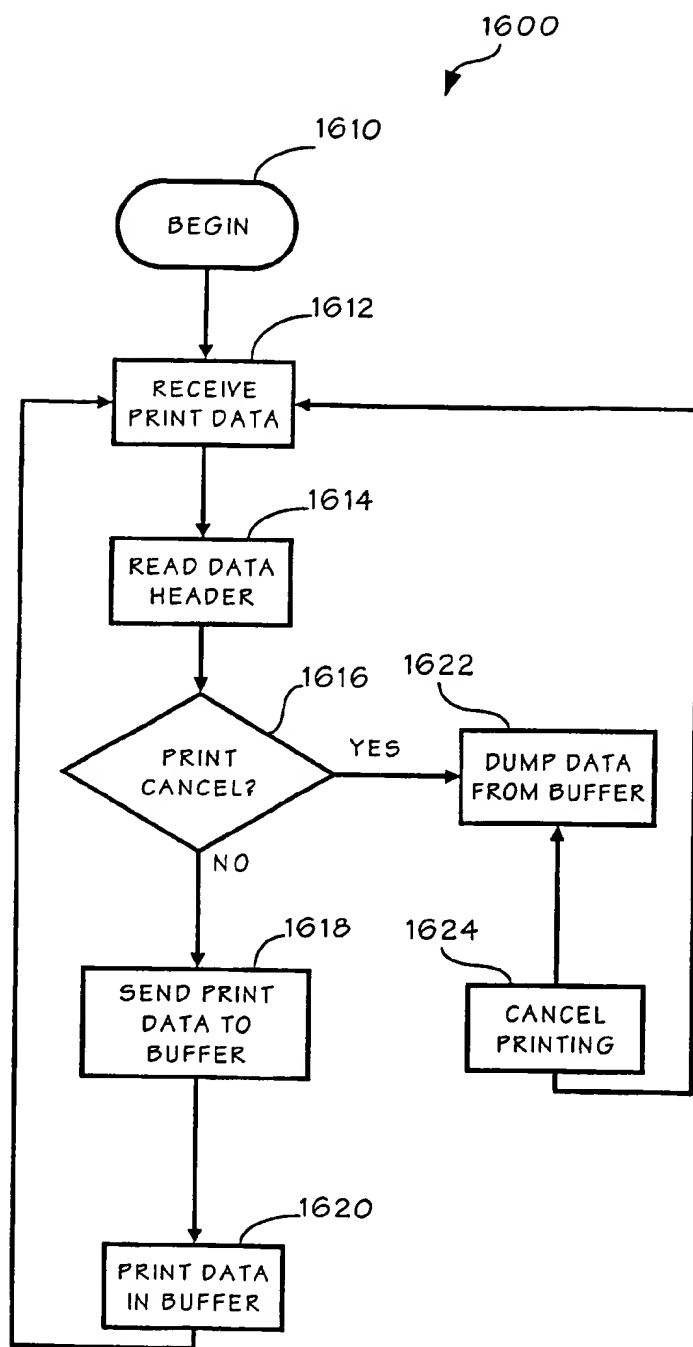 1600
1610
BEGIN
1612
RECEIVE
PRINT DATA
1614
READ DATA
HEADER
1616
PRINT
CANCEL?
YES
NO
1622
DUMP DATA
FROM BUFFER
1618
SEND PRINT
DATA TO
BUFFER
1624
CANCEL
PRINTING
1620
PRINT DATA
IN BUFFER